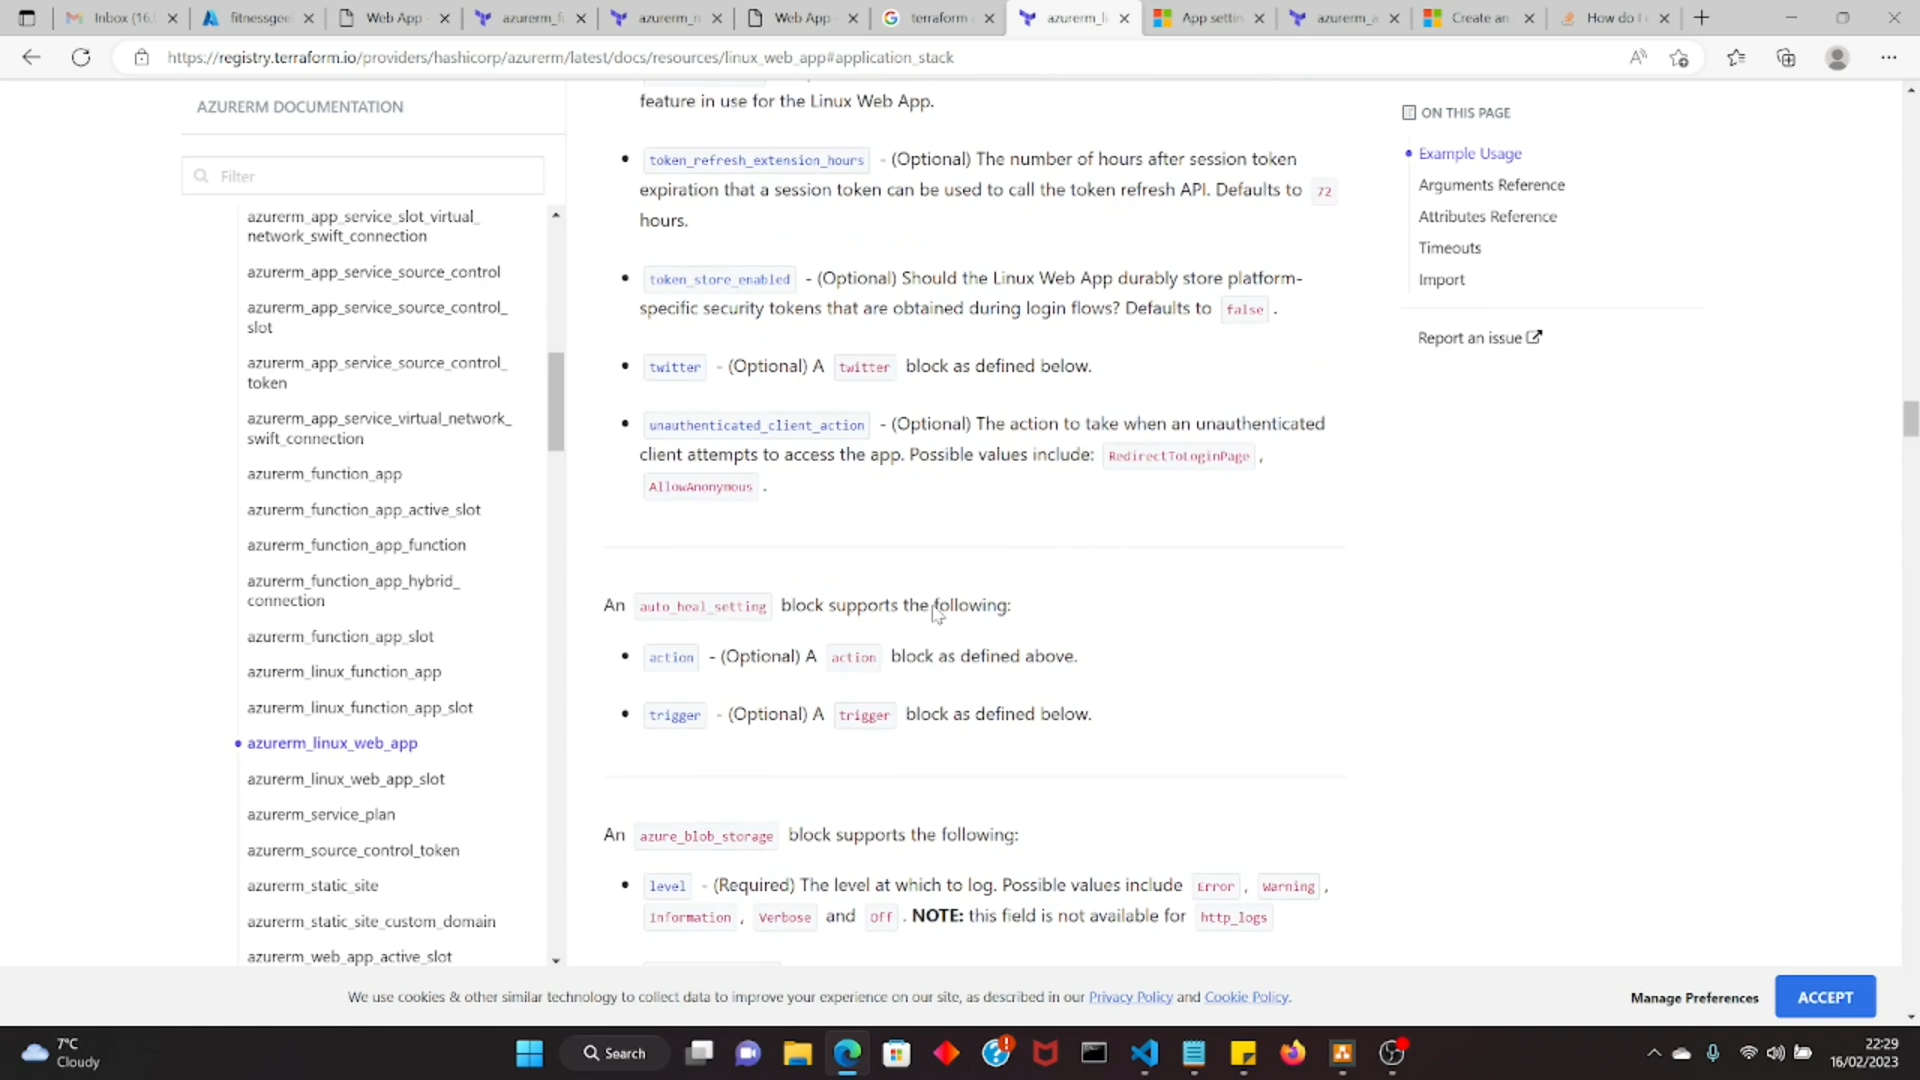 Inbox (16,
fitnessgee
Web App -
azurerm_f
azurerm_r
Web App -
terraform
azurerm_li
App settin
azurerm_a
Create an
How do I
https://registry.terraform.io/providers/hashicorp/azurerm/latest/docs/resources/linux_web_app#application_stack
AZURERM DOCUMENTATION
Filter
azurerm_app_service_slot_virtual_
network_swift_connection
azurerm_app_service_source_control
azurerm_app_service_source_control_
slot
azurerm_app_service_source_control_
token
azurerm_app_service_virtual_network_
swift_connection
azurerm_function_app
azurerm_function_app_active_slot
azurerm_function_app_function
azurerm_function_app_hybrid_
connection
azurerm_function_app_slot
azurerm_linux_function_app
azurerm_linux_function_app_slot
azurerm_linux_web_app
azurerm_linux_web_app_slot
azurerm_service_plan
azurerm_source_control_token
azurerm_static_site
azurerm_static_site_custom_domain
azurerm_web_app_active_slot
feature in use for the Linux Web App.
token_refresh_extension_hours - (Optional) The number of hours after session token
expiration that a session token can be used to call the token refresh API. Defaults to 72
hours.
token_store_enabled - (Optional) Should the Linux Web App durably store platform-
specific security tokens that are obtained during login flows? Defaults to false .
twitter - (Optional) A twitter block as defined below.
unauthenticated_client_action - (Optional) The action to take when an unauthenticated
client attempts to access the app. Possible values include: RedirectToLoginPage ,
AllowAnonymous .
An auto_heal_setting block supports the following:
action - (Optional) A action block as defined above.
trigger - (Optional) A trigger block as defined below.
An azure_blob_storage block supports the following:
level - (Required) The level at which to log. Possible values include Error , Warning ,
Information , Verbose and Off . NOTE: this field is not available for http_logs
ON THIS PAGE
Example Usage
Arguments Reference
Attributes Reference
Timeouts
Import
Report an issue
We use cookies & other similar technology to collect data to improve your experience on our site, as described in our Privacy Policy and Cookie Policy.
Manage Preferences
ACCEPT
7°C
Cloudy
Search
22:29
16/02/2023